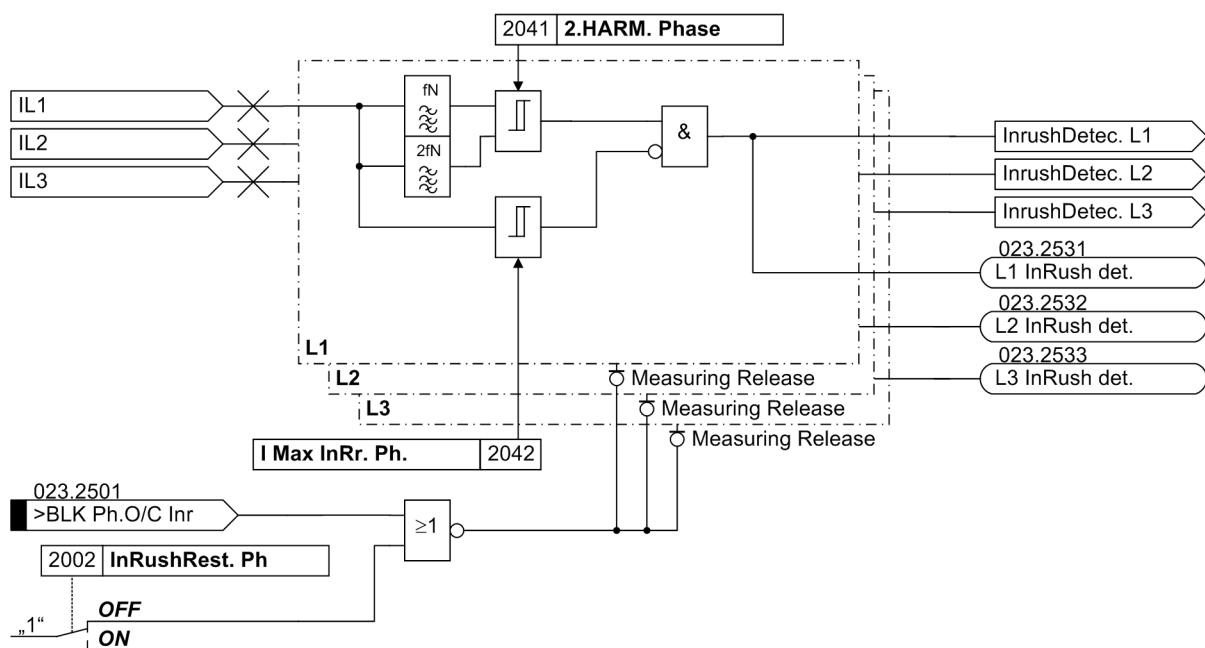 2041 2.HARM. Phase
IL1
IL2
IL3
fN
2fN
&
InrushDetec. L1
InrushDetec. L2
InrushDetec. L3
023.2531
L1 InRush det.
023.2532
L2 InRush det.
023.2533
L3 InRush det.
L1
L2
L3
Measuring Release
Measuring Release
Measuring Release
I Max InRr. Ph. 2042
023.2501
>BLK Ph.O/C Inr
≥1
2002 InRushRest. Ph
„1“
OFF
ON